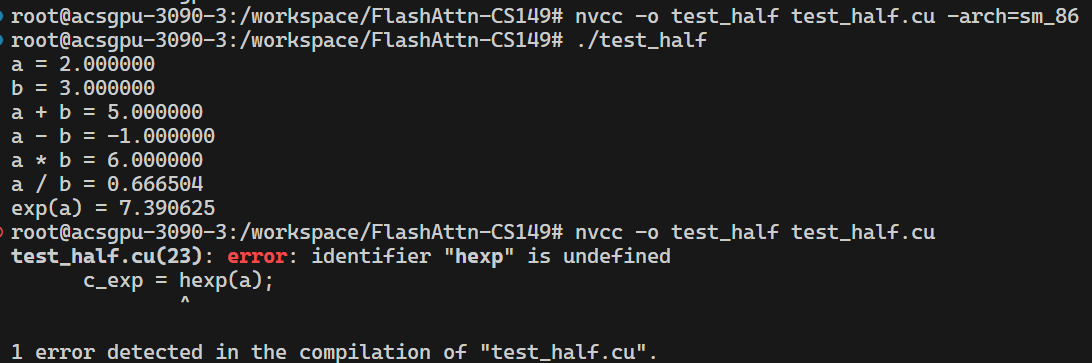 root@acsgpu-3090-3:/workspace/FlashAttn-CS149# nvcc -o test_half test_half.cu -arch=sm_86
root@acsgpu-3090-3:/workspace/FlashAttn-CS149# ./test_half
a = 2.000000
b = 3.000000
a + b = 5.000000
a - b = -1.000000
a * b = 6.000000
a / b = 0.666504
exp(a) = 7.390625
root@acsgpu-3090-3:/workspace/FlashAttn-CS149# nvcc -o test_half test_half.cu
test_half.cu(23): error: identifier "hexp" is undefined
      c_exp = hexp(a);
              ^
1 error detected in the compilation of "test_half.cu".